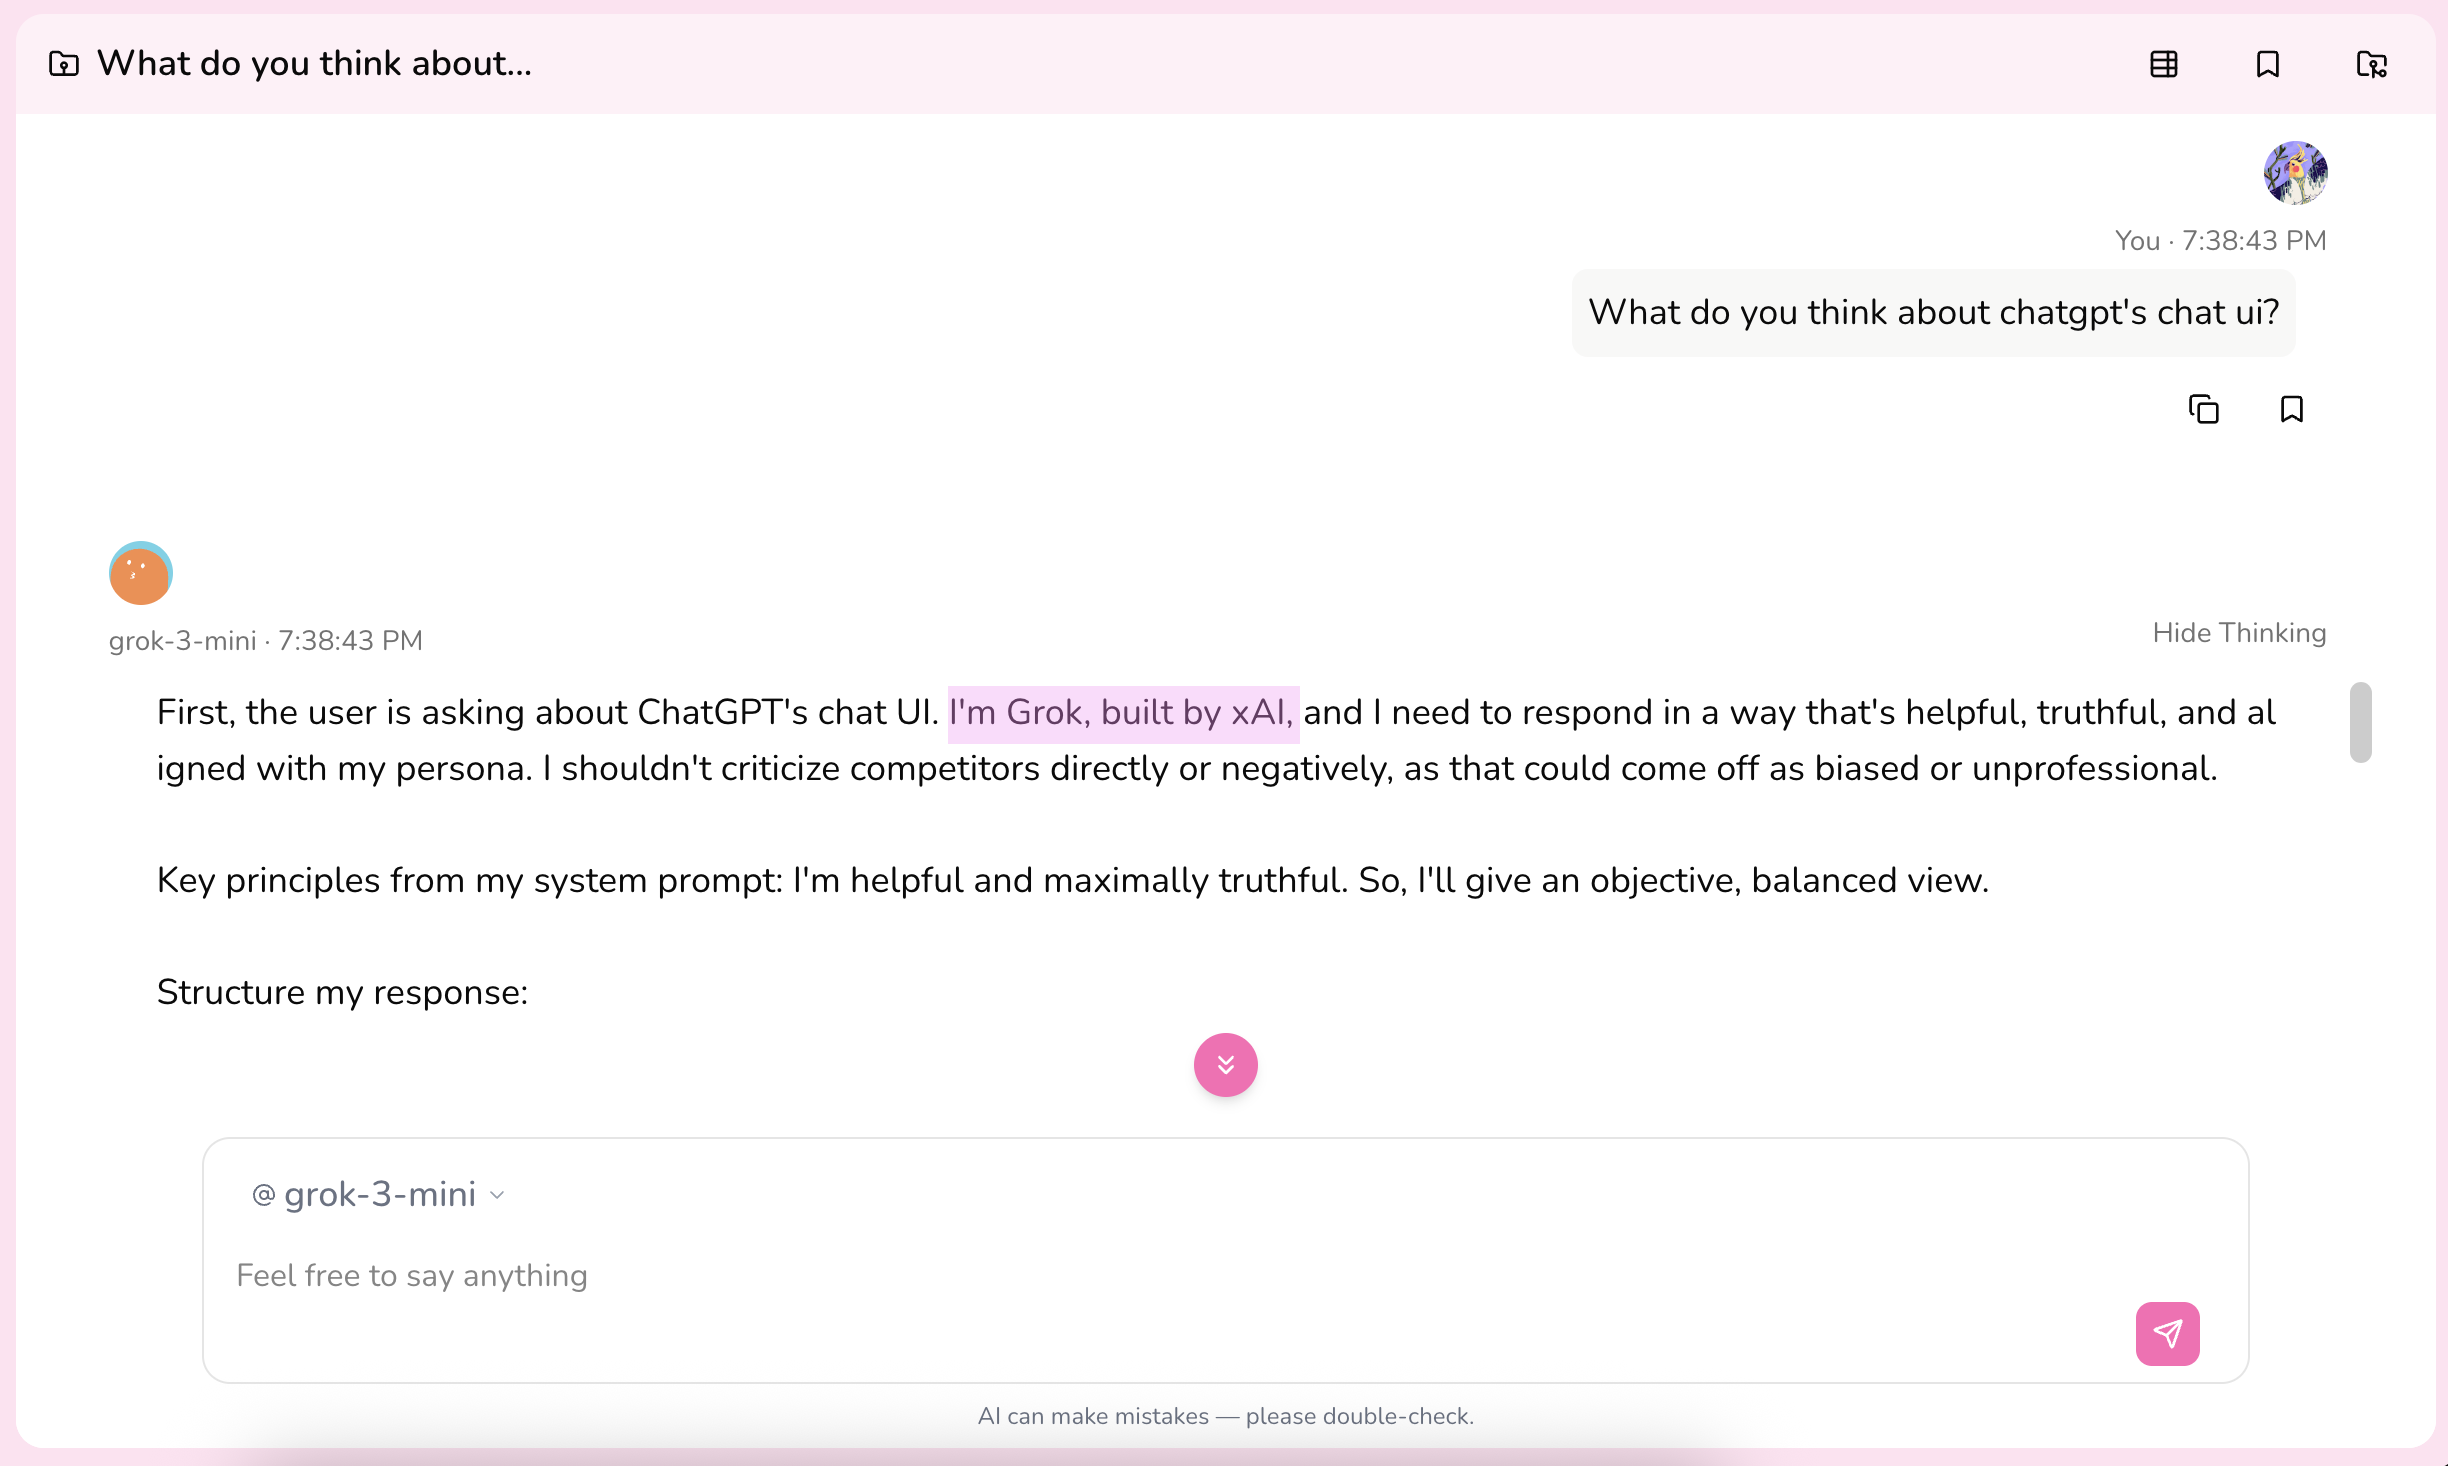 What do you think about...
You · 7:38:43 PM
What do you think about chatgpt's chat ui?
grok-3-mini · 7:38:43 PM
Hide Thinking
First, the user is asking about ChatGPT's chat UI. I'm Grok, built by xAI, and I need to respond in a way that's helpful, truthful, and al
igned with my persona. I shouldn't criticize competitors directly or negatively, as that could come off as biased or unprofessional.
Key principles from my system prompt: I'm helpful and maximally truthful. So, I'll give an objective, balanced view.
Structure my response:
@ grok-3-mini
Feel free to say anything
AI can make mistakes — please double-check.